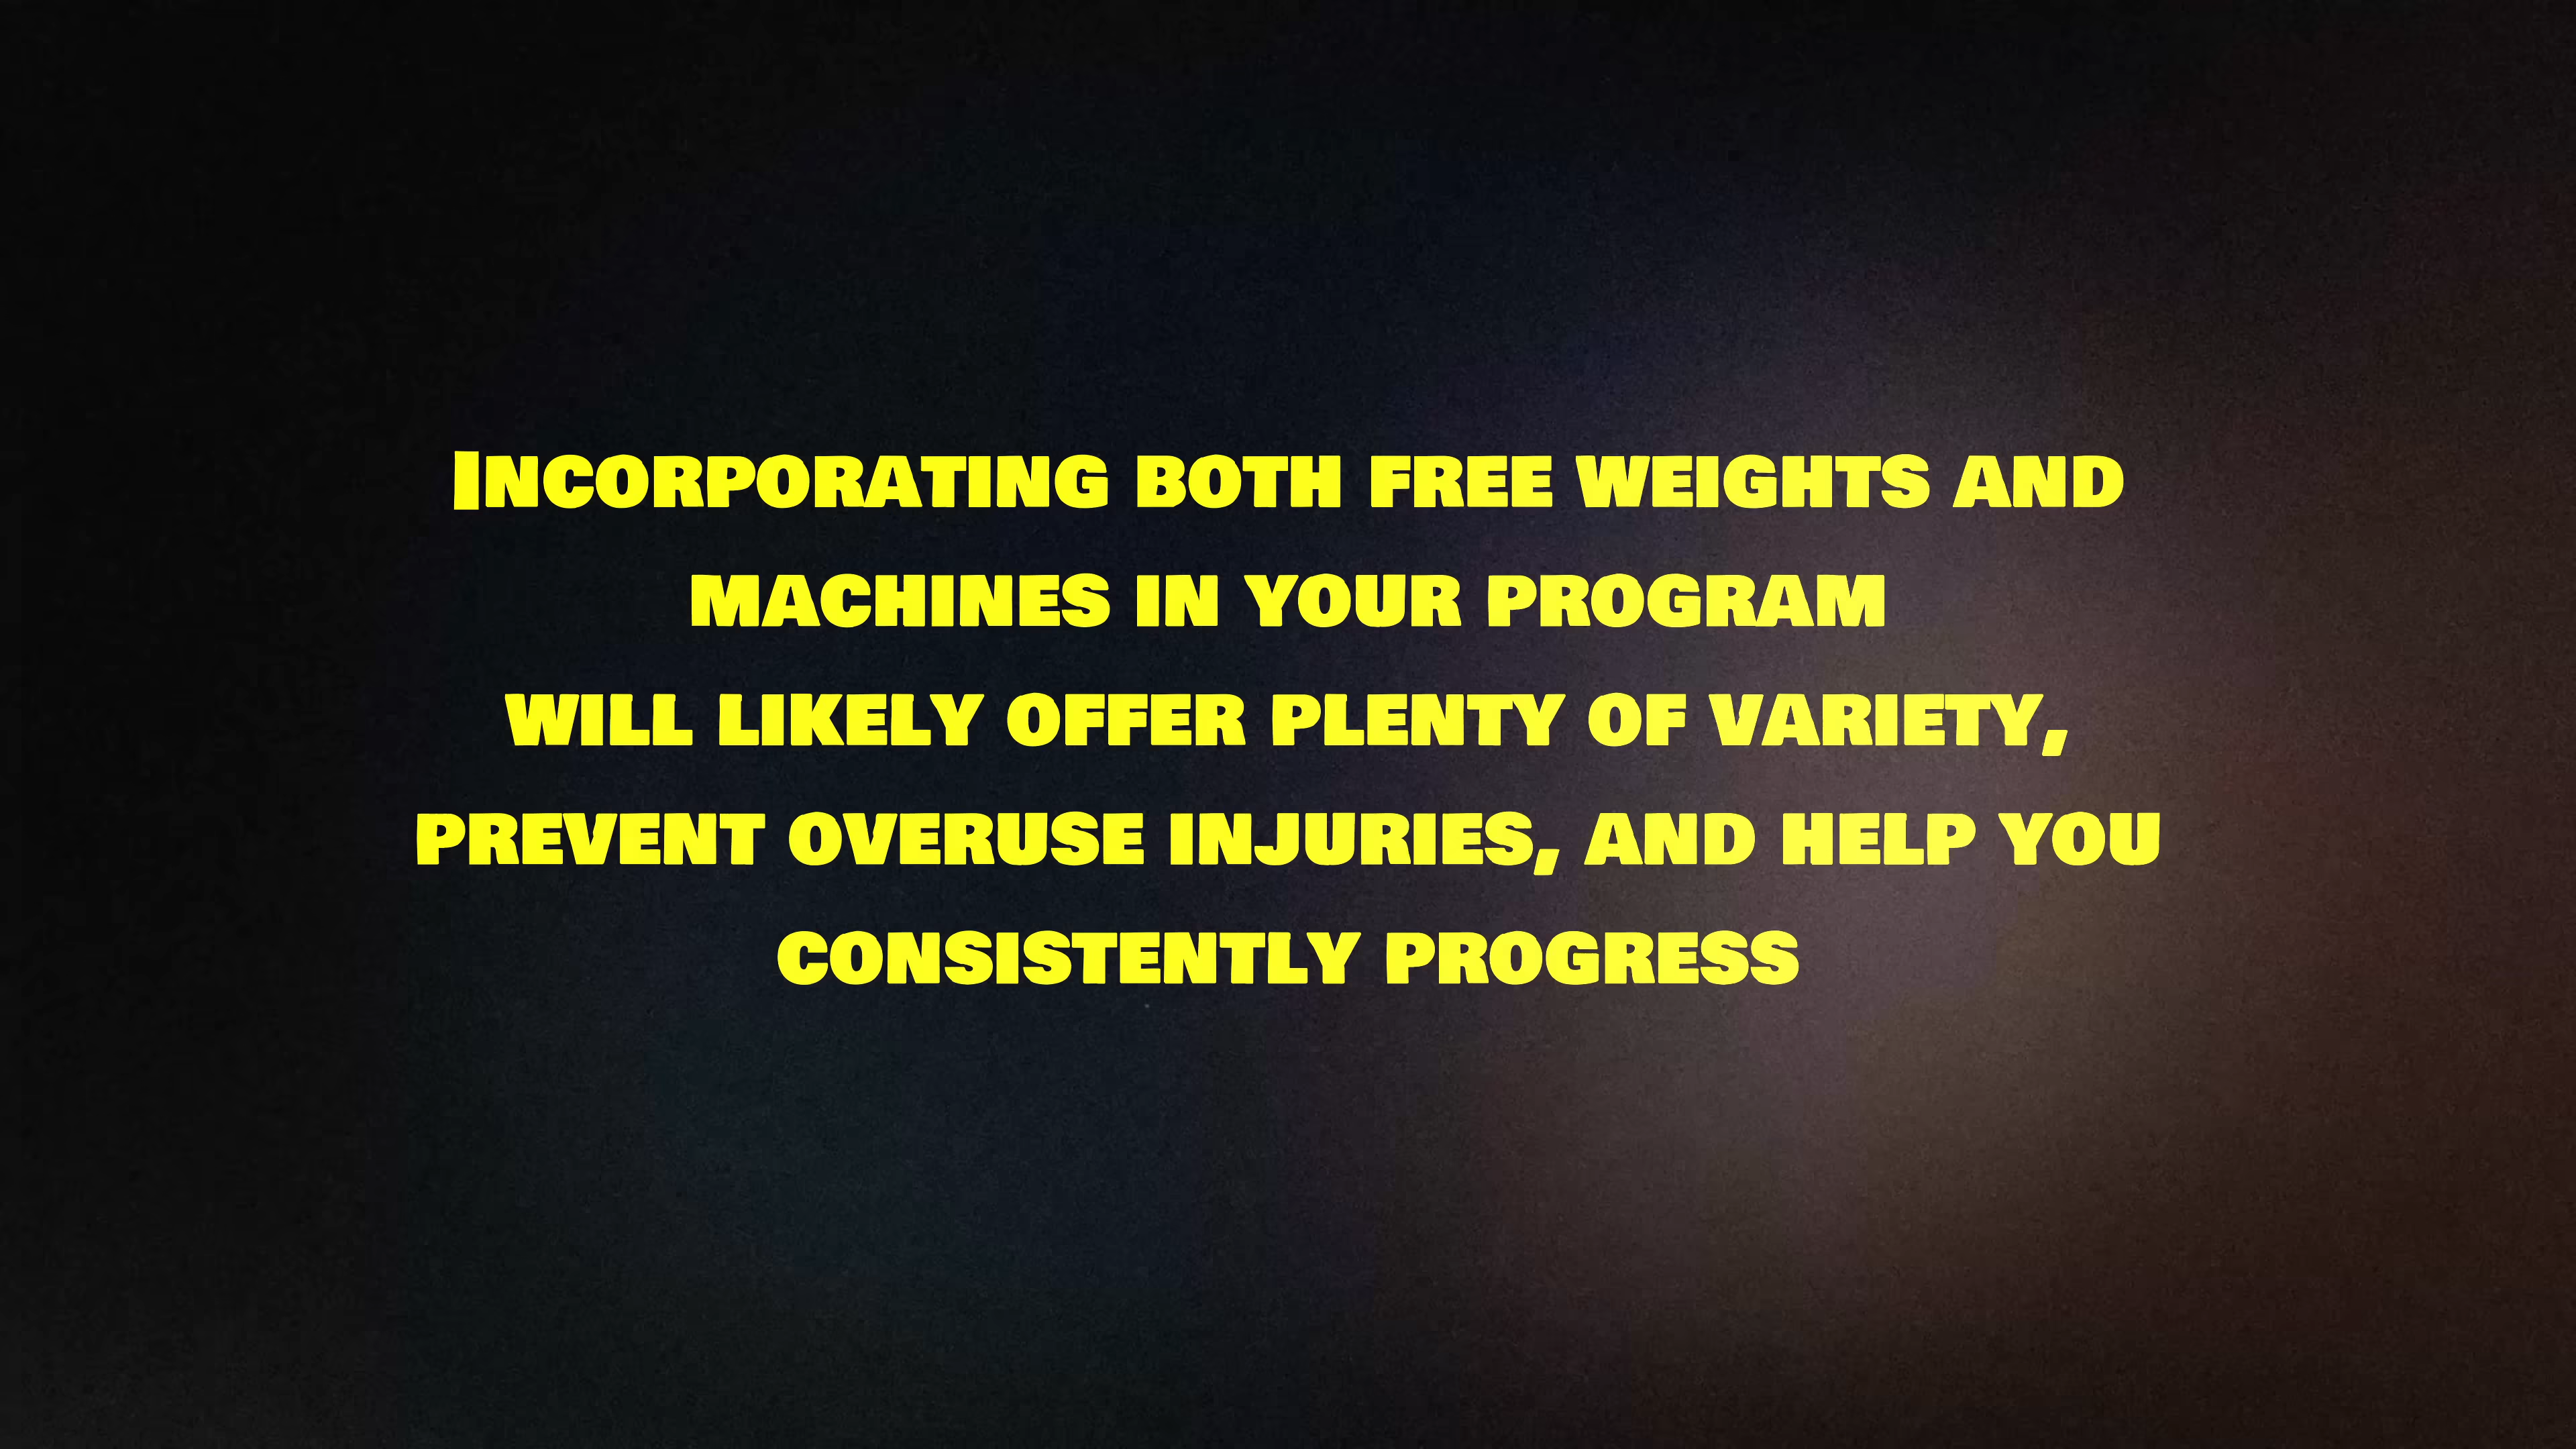 Incorporating both free weights and
machines in your program
will likely offer plenty of variety,
prevent overuse injuries, and help you
consistently progress